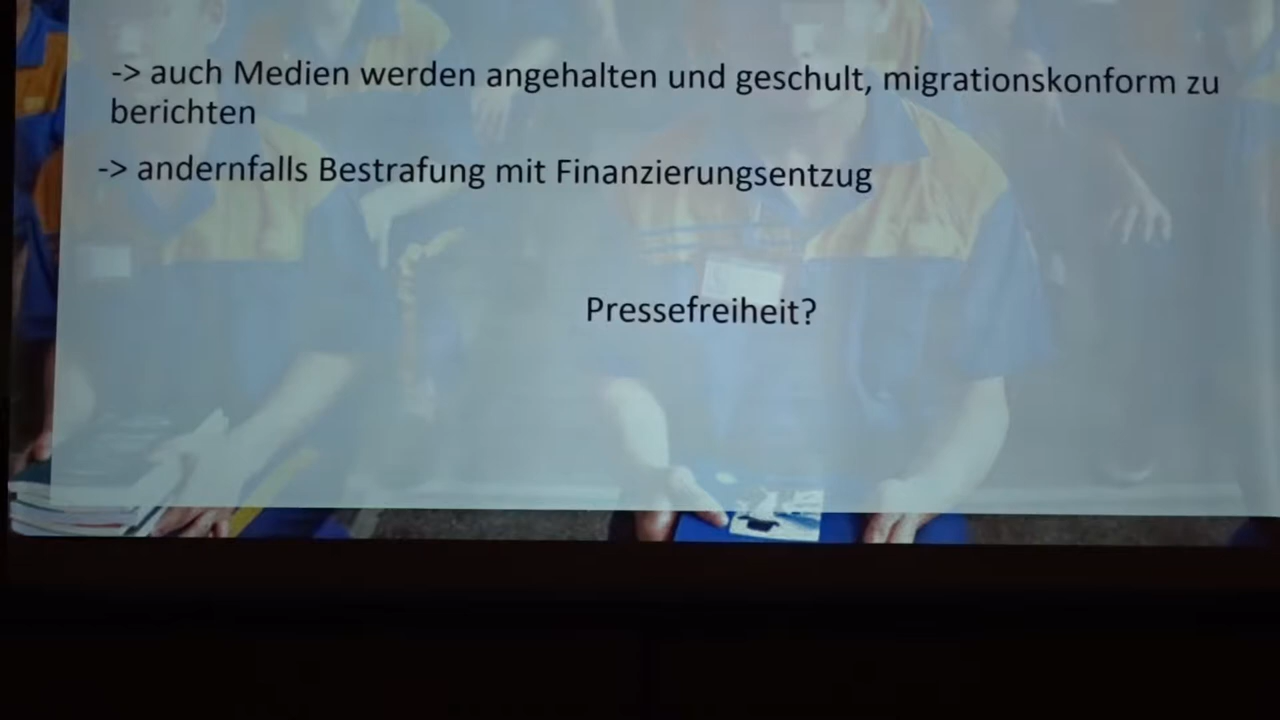 -> auch Medien werden angehalten und geschult, migrationskonform zu
berichten
-> andernfalls Bestrafung mit Finanzierungsentzug
Pressefreiheit?